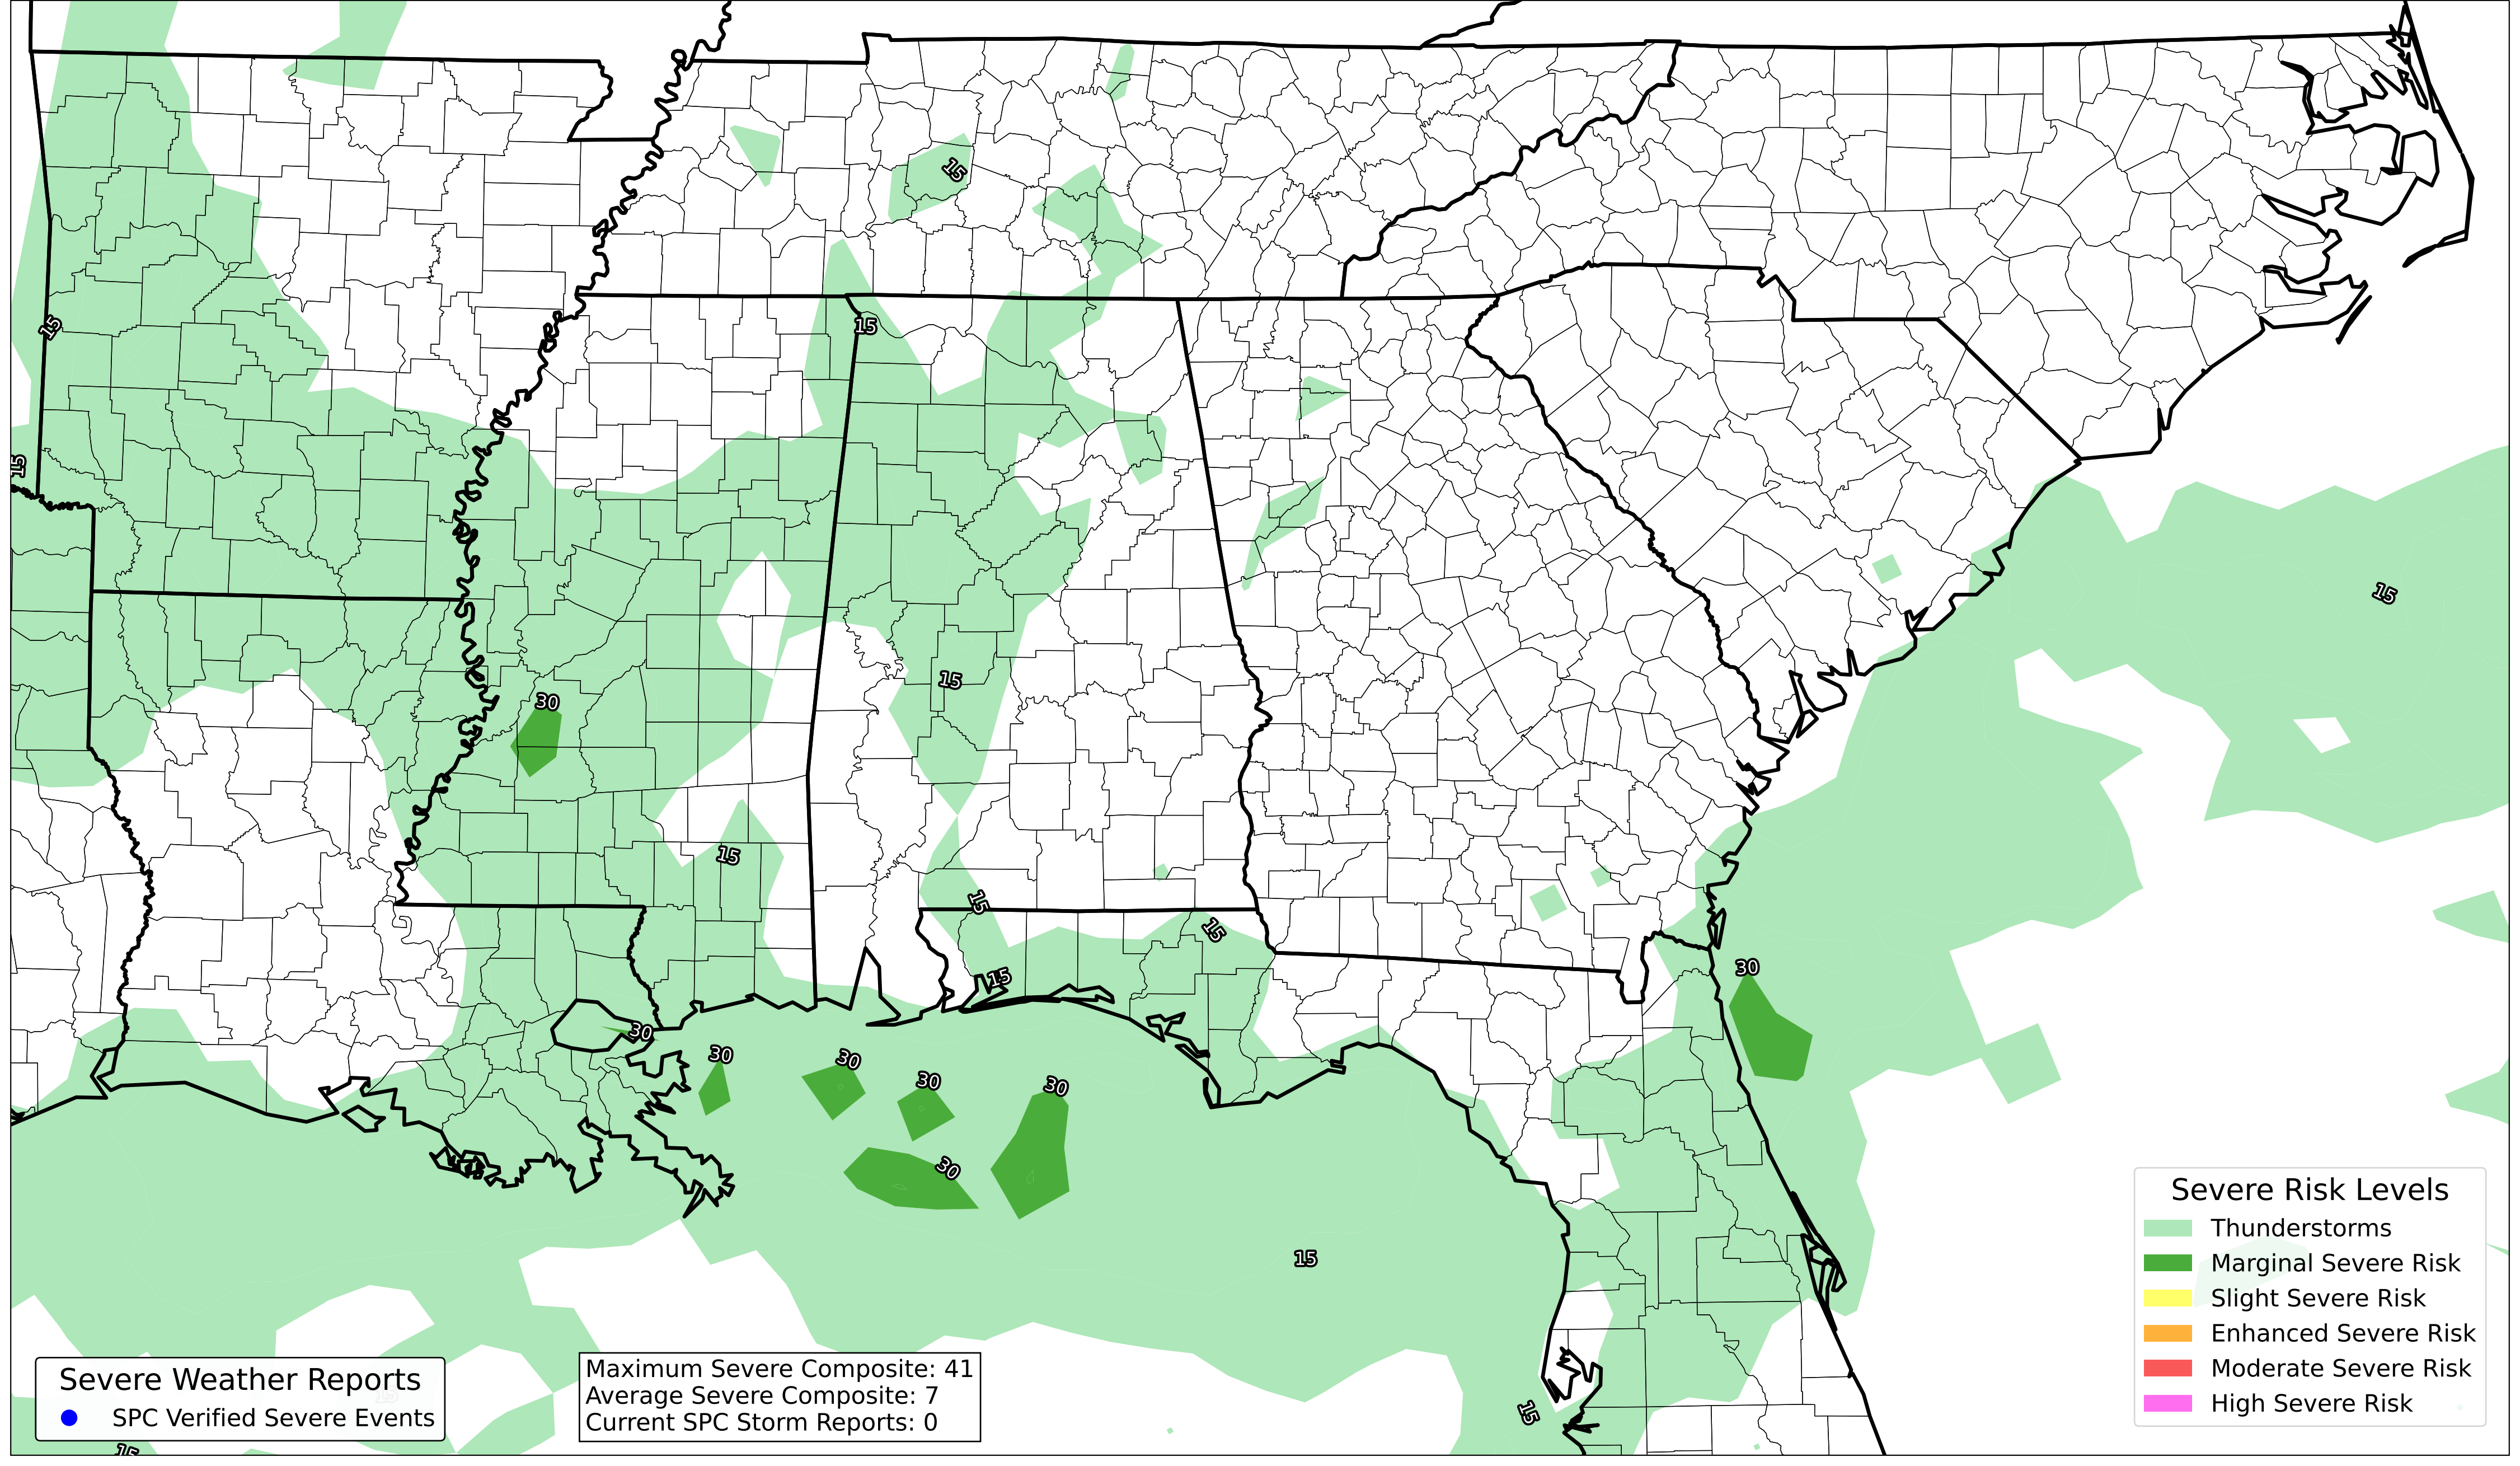 15
15
15
15
30
15
15
15
15
15
15
30
30
30
30
30
30
30
15
15
15
Severe Risk Levels
Thunderstorms
Marginal Severe Risk
Slight Severe Risk
Enhanced Severe Risk
Moderate Severe Risk
High Severe Risk
Severe Weather Reports
SPC Verified Severe Events
Maximum Severe Composite: 41
Average Severe Composite: 7
Current SPC Storm Reports: 0